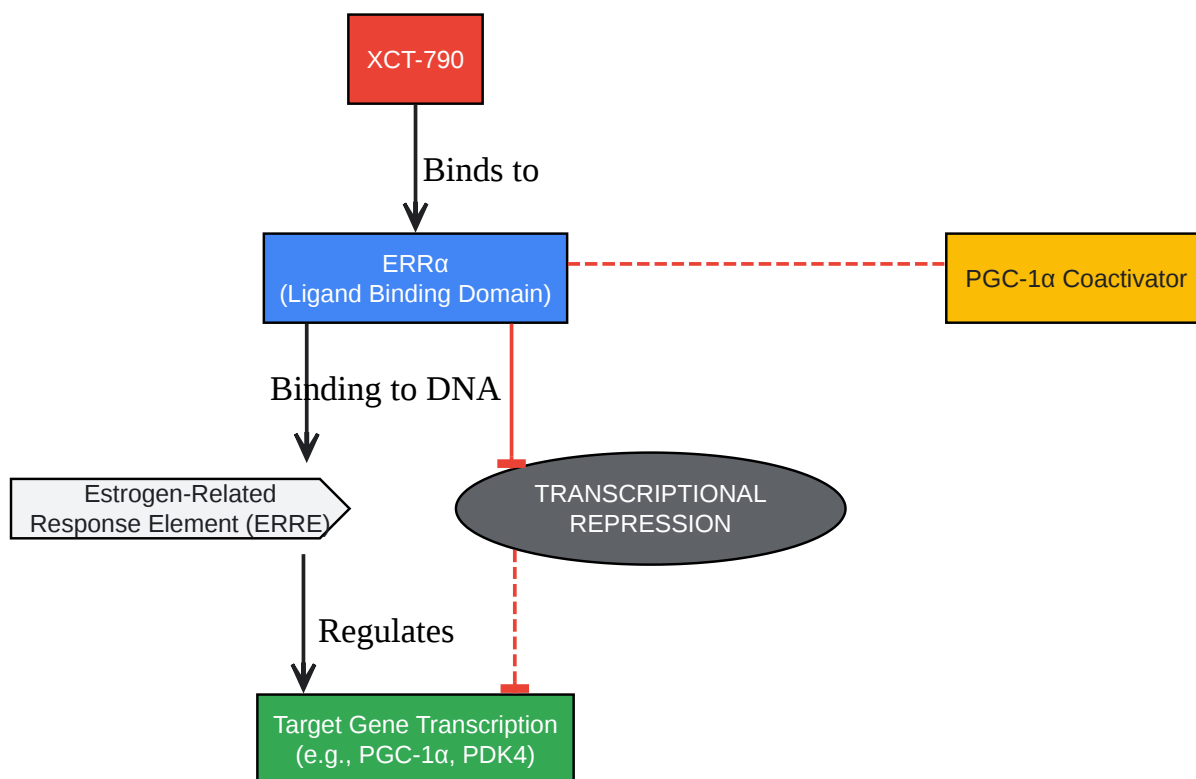 XCT-790
Binds to
ERRα
(Ligand Binding Domain)
PGC-1α Coactivator
Binding to DNA
Estrogen-Related
Response Element (ERRE)
TRANSCRIPTIONAL
REPRESSION
Regulates
Target Gene Transcription
(e.g., PGC-1α, PDK4)